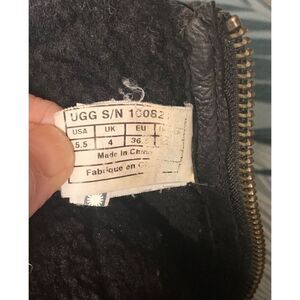 UGG S/N 10082
USA UK EU
5.5 4 36.
Made in China
Fabriqué en C